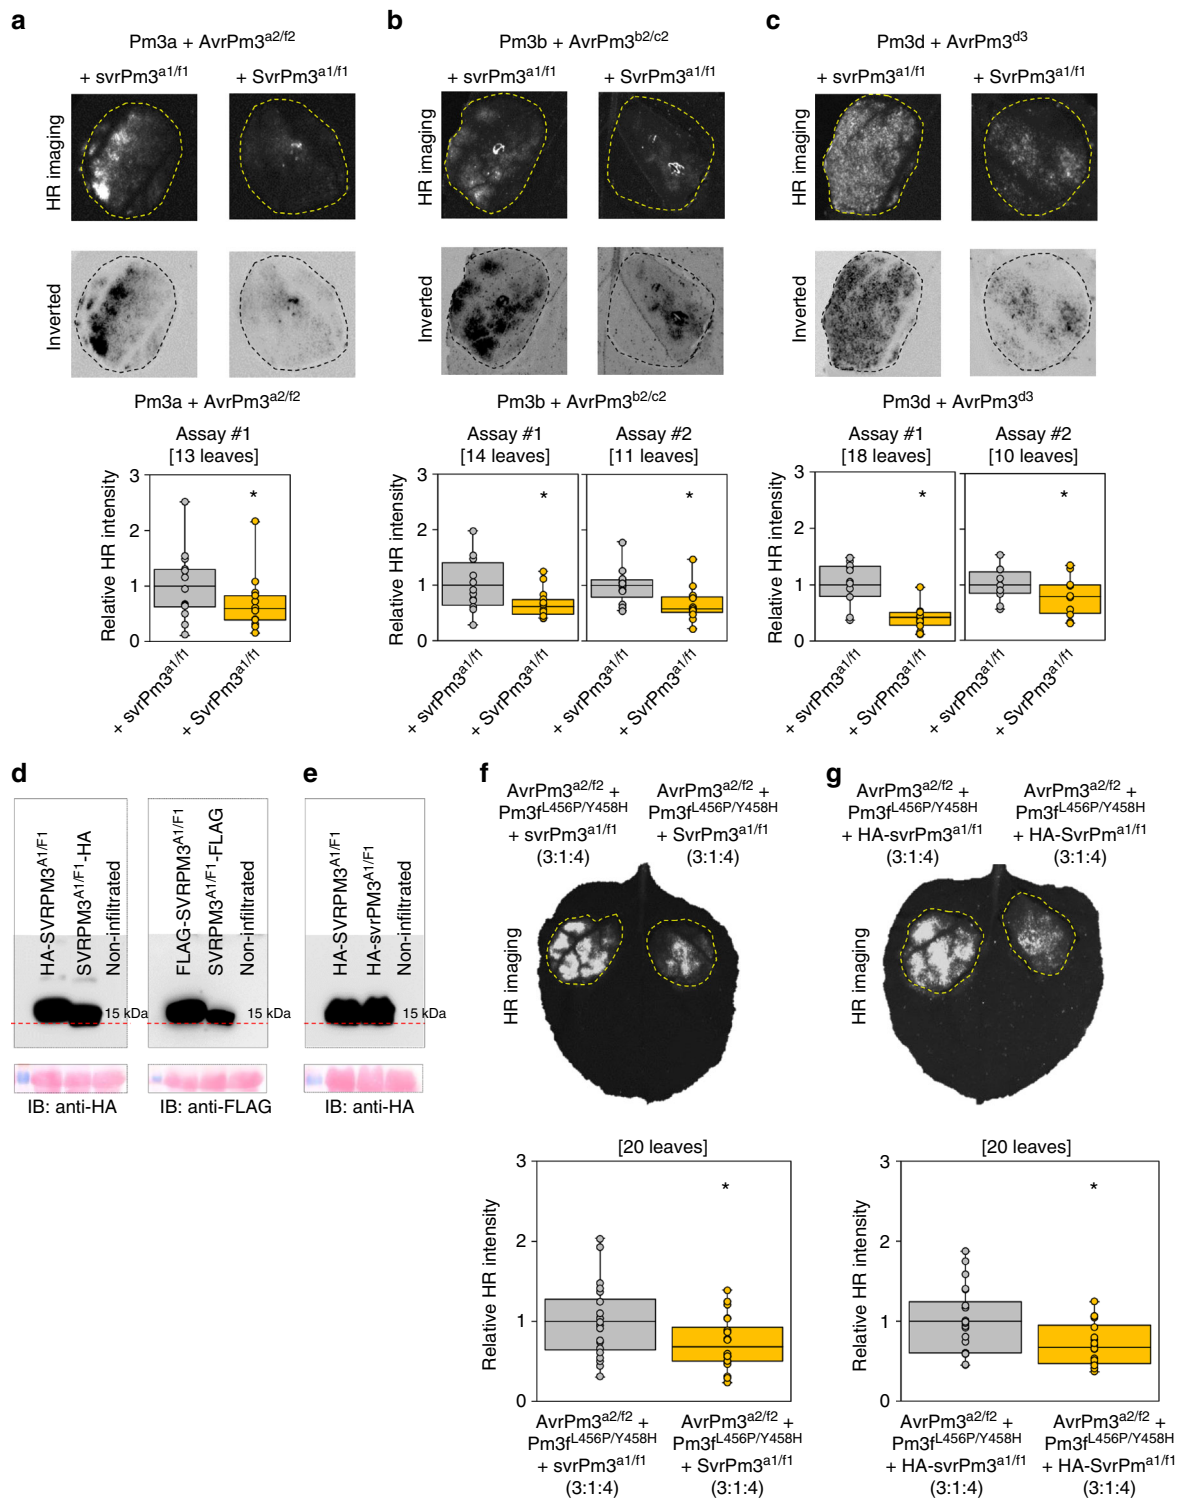 a
Pm3a + AvrPm3a2/f2
+ svrPm3a1/f1
+ SvrPm3a1/f1
HR imaging
Inverted
Pm3a + AvrPm3a2/f2
Assay #1
[13 leaves]
Relative HR intensity
3
2
1
0
*
+ svrPm3a1/f1
+ SvrPm3a1/f1
b
Pm3b + AvrPm3b2/c2
+ svrPm3a1/f1
+ SvrPm3a1/f1
HR imaging
Inverted
Pm3b + AvrPm3b2/c2
Assay #1
[14 leaves]
Assay #2
[11 leaves]
Relative HR intensity
3
2
1
0
*
*
+ svrPm3a1/f1
+ SvrPm3a1/f1
+ svrPm3a1/f1
+ SvrPm3a1/f1
c
Pm3d + AvrPm3d3
+ svrPm3a1/f1
+ SvrPm3a1/f1
HR imaging
Inverted
Pm3d + AvrPm3d3
Assay #1
[18 leaves]
Assay #2
[10 leaves]
Relative HR intensity
3
2
1
0
*
*
+ svrPm3a1/f1
+ SvrPm3a1/f1
+ svrPm3a1/f1
+ SvrPm3a1/f1
d
HA-SVRPM3A1/F1
SVRPM3A1/F1-HA
Non-infiltrated
15 kDa
IB: anti-HA
FLAG-SVRPM3A1/F1
SVRPM3A1/F1-FLAG
Non-infiltrated
15 kDa
IB: anti-FLAG
e
HA-SVRPM3A1/F1
HA-svrPM3A1/F1
Non-infiltrated
15 kDa
IB: anti-HA
f
AvrPm3a2/f2 +
Pm3fL456P/Y458H
+ svrPm3a1/f1
(3:1:4)
AvrPm3a2/f2 +
Pm3fL456P/Y458H
+ SvrPm3a1/f1
(3:1:4)
HR imaging
[20 leaves]
Relative HR intensity
3
2
1
0
*
AvrPm3a2/f2 +
Pm3fL456P/Y458H
+ svrPm3a1/f1
(3:1:4)
AvrPm3a2/f2 +
Pm3fL456P/Y458H
+ SvrPm3a1/f1
(3:1:4)
g
AvrPm3a2/f2 +
Pm3fL456P/Y458H
+ HA-svrPm3a1/f1
(3:1:4)
AvrPm3a2/f2 +
Pm3fL456P/Y458H
+ HA-SvrPma1/f1
(3:1:4)
HR imaging
[20 leaves]
Relative HR intensity
3
2
1
0
*
AvrPm3a2/f2 +
Pm3fL456P/Y458H
+ HA-svrPm3a1/f1
(3:1:4)
AvrPm3a2/f2 +
Pm3fL456P/Y458H
+ HA-SvrPma1/f1
(3:1:4)